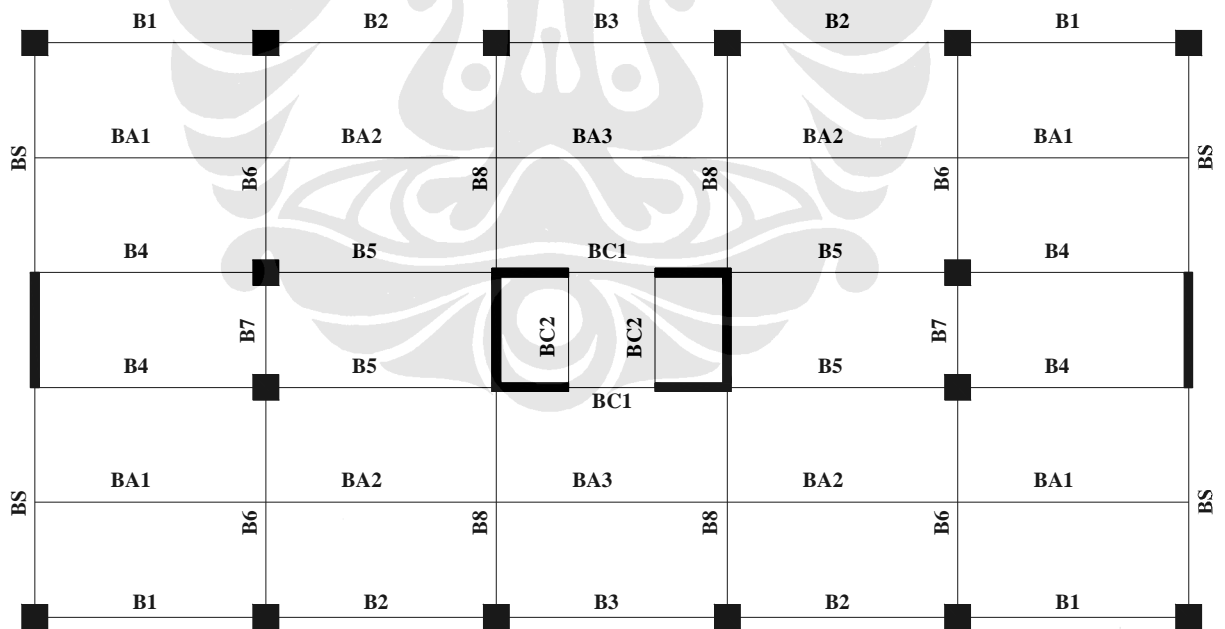 B1 B2 B3 B2 B1
BA1 BA2 BA3 BA2 BA1
BS B6 B8 B8 B6 BS
B4 B5 BC1 B5 B4
B7 BC2 BC2 B7
B4 B5 B5 B4
BC1
BA1 BA2 BA3 BA2 BA1
BS B6 B8 B8 B6 BS
B1 B2 B3 B2 B1